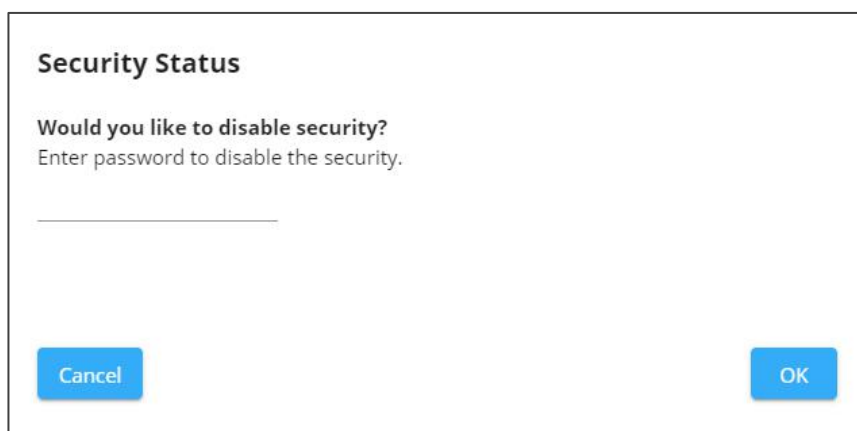 Security Status
Would you like to disable security?
Enter password to disable the security.
Cancel
OK